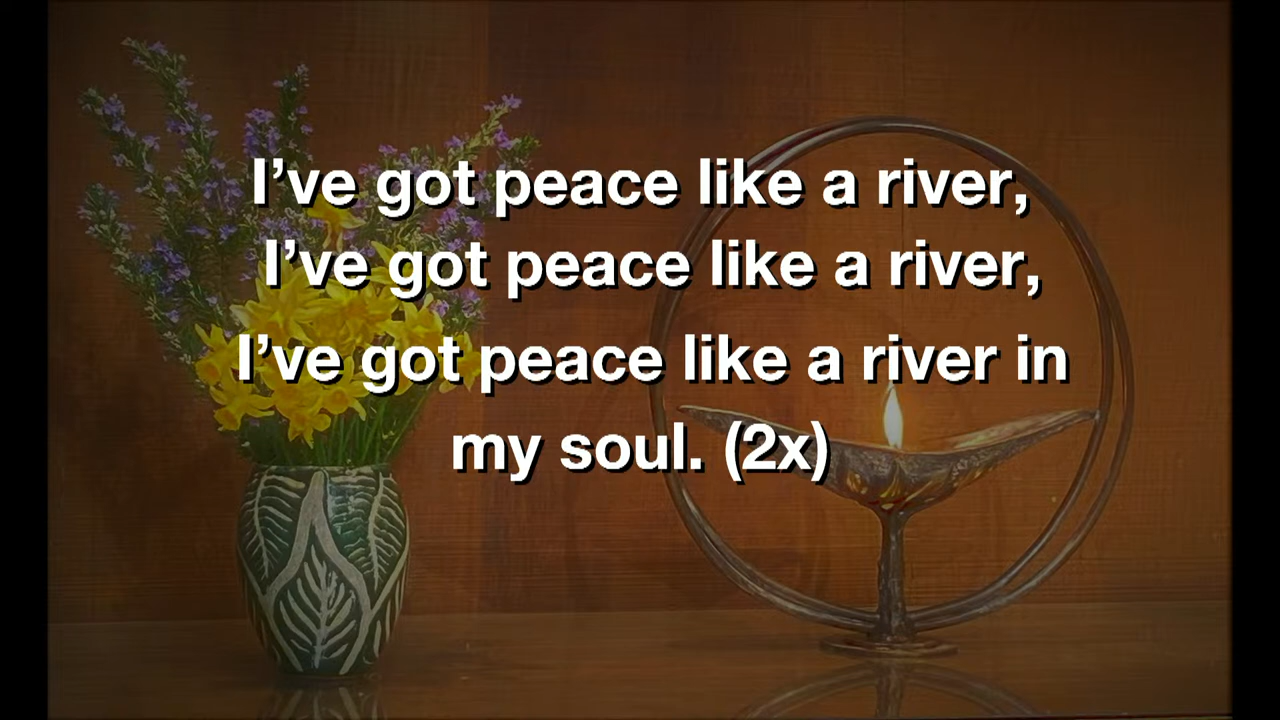 I’ve got peace like a river,
I’ve got peace like a river,
I’ve got peace like a river in
my soul. (2x)